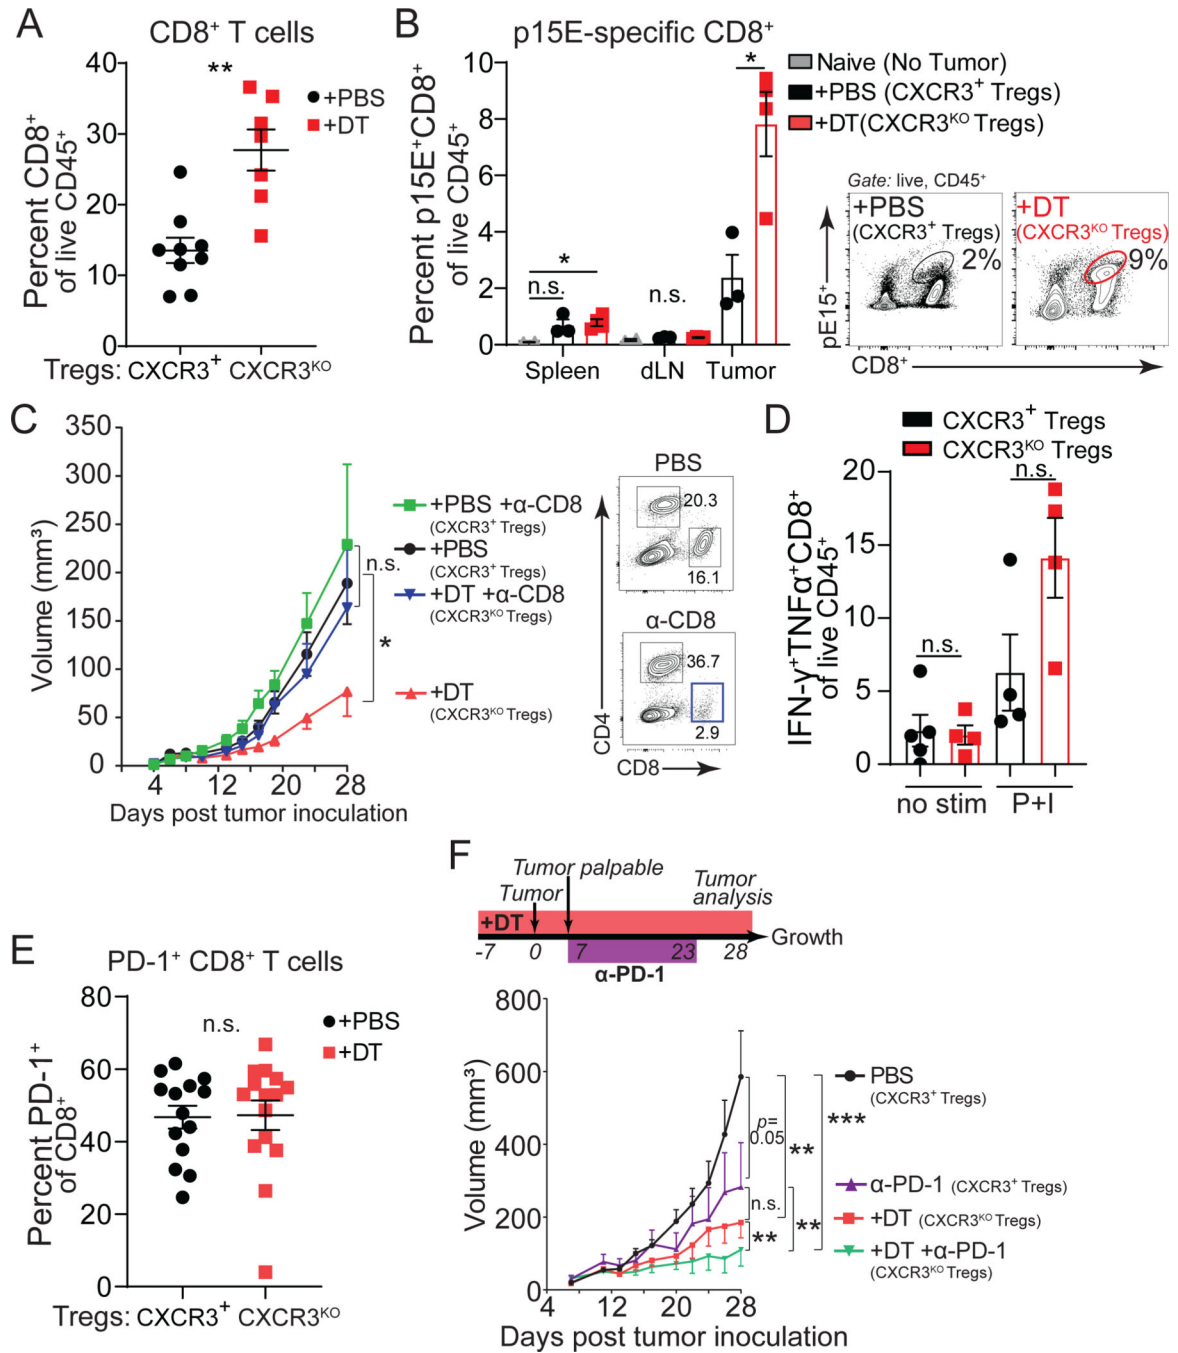 A
CD8⁺ T cells
Percent CD8⁺
of live CD45⁺
40
30
20
10
0
**
+PBS
+DT
Tregs: CXCR3⁺ CXCR3ᴷᴼ
B
p15E-specific CD8⁺
Percent p15E⁺CD8⁺
of live CD45⁺
10
8
6
4
2
0
n.s.
*
n.s.
*
Spleen
dLN
Tumor
Naive (No Tumor)
+PBS (CXCR3⁺ Tregs)
+DT(CXCR3ᴷᴼ Tregs)
Gate: live, CD45⁺
+PBS
(CXCR3⁺ Tregs)
2%
+DT
(CXCR3ᴷᴼ Tregs)
9%
pE15⁺
CD8⁺
C
Volume (mm³)
350
300
250
200
150
100
50
0
4
12
20
28
Days post tumor inoculation
+PBS +α-CD8
(CXCR3⁺ Tregs)
+PBS
(CXCR3⁺ Tregs)
+DT +α-CD8
(CXCR3ᴷᴼ Tregs)
+DT
(CXCR3ᴷᴼ Tregs)
n.s.
*
PBS
20.3
16.1
α-CD8
36.7
2.9
CD4
CD8
D
CXCR3⁺ Tregs
CXCR3ᴷᴼ Tregs
IFN-γ⁺TNFα⁺CD8⁺
of live CD45⁺
20
15
10
5
0
n.s.
n.s.
no stim
P+I
E
PD-1⁺ CD8⁺ T cells
Percent PD-1⁺
of CD8⁺
80
60
40
20
0
n.s.
+PBS
+DT
Tregs: CXCR3⁺ CXCR3ᴷᴼ
F
Tumor palpable
Tumor
Tumor
analysis
+DT
-7
0
7
23
28
Growth
α-PD-1
Volume (mm³)
800
600
400
200
0
4
12
20
28
Days post tumor inoculation
p=
0.05
n.s.
**
**
**
***
PBS
(CXCR3⁺ Tregs)
α-PD-1 (CXCR3⁺ Tregs)
+DT (CXCR3ᴷᴼ Tregs)
+DT +α-PD-1
(CXCR3ᴷᴼ Tregs)